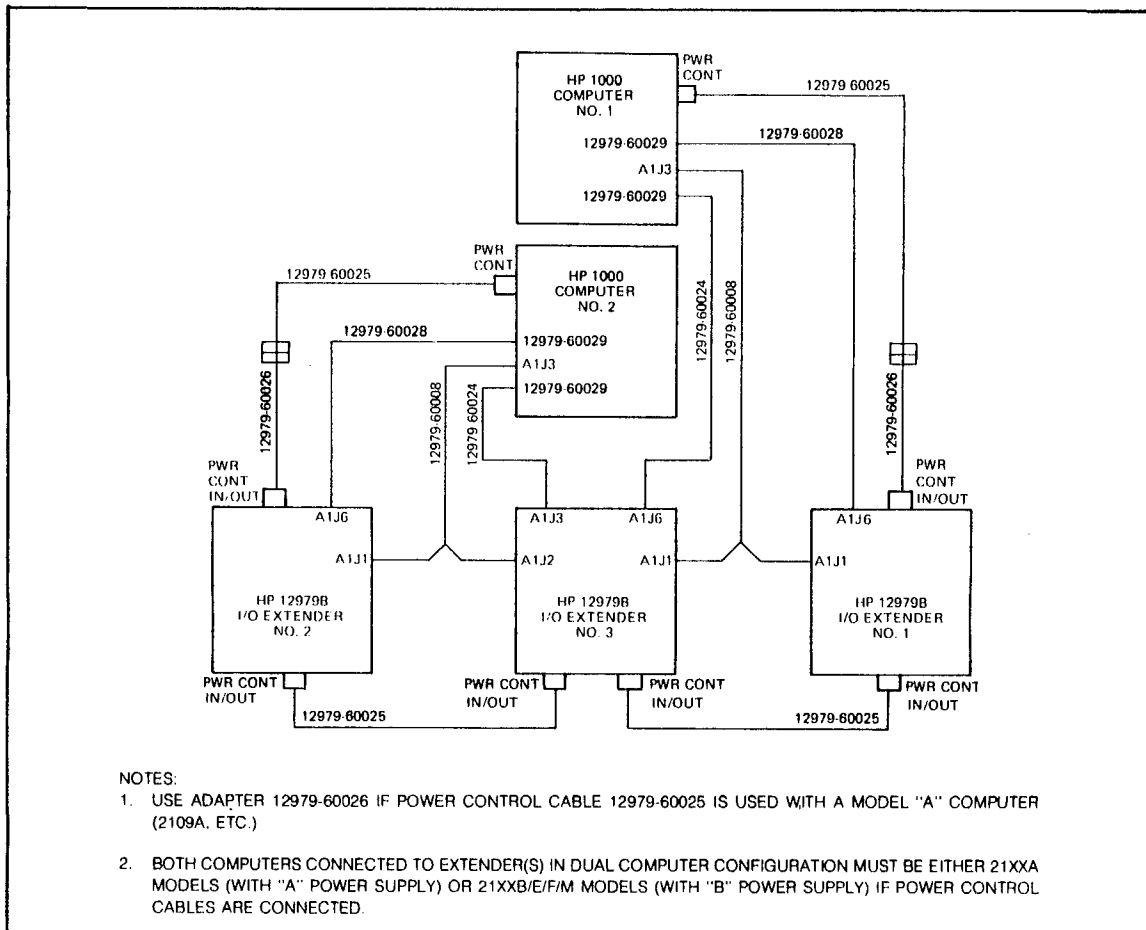 PWR
CONT
HP 1000
COMPUTER
NO. 1
12979-60025
12979-60028
12979-60029
A1J3
12979-60029
PWR
CONT
12979-60025
HP 1000
COMPUTER
NO. 2
12979-60024
12979-60008
12979-60028
12979-60029
A1J3
12979-60029
12979-60026
12979-60008
12979-60024
12979-60026
PWR
CONT
IN/OUT
PWR
CONT
IN/OUT
A1J6
A1J3
A1J6
A1J6
A1J1
A1J2
A1J1
A1J1
HP 12979B
I/O EXTENDER
NO. 2
HP 12979B
I/O EXTENDER
NO. 3
HP 12979B
I/O EXTENDER
NO. 1
PWR CONT
IN/OUT
PWR CONT
IN/OUT
PWR CONT
IN/OUT
PWR CONT
IN/OUT
12979-60025
12979-60025
NOTES:
1. USE ADAPTER 12979-60026 IF POWER CONTROL CABLE 12979-60025 IS USED WITH A MODEL "A" COMPUTER
(2109A, ETC.)
2. BOTH COMPUTERS CONNECTED TO EXTENDER(S) IN DUAL COMPUTER CONFIGURATION MUST BE EITHER 21XXA
MODELS (WITH "A" POWER SUPPLY) OR 21XXB/E/F/M MODELS (WITH "B" POWER SUPPLY) IF POWER CONTROL
CABLES ARE CONNECTED.